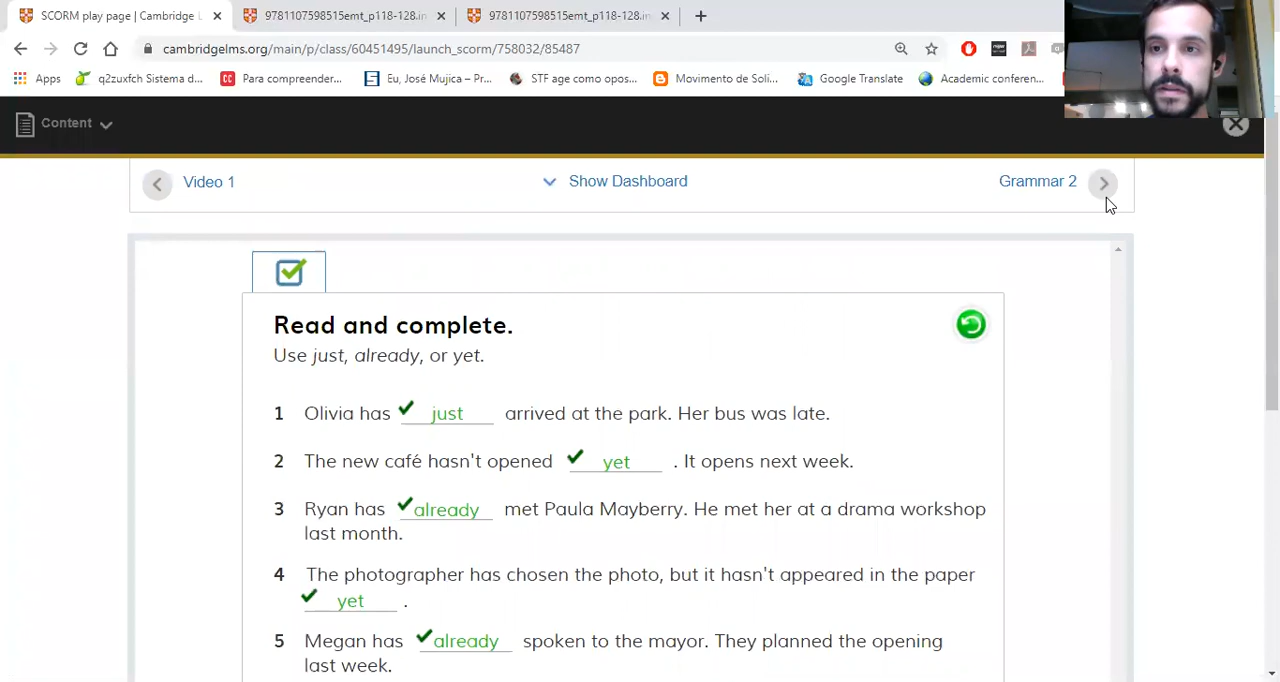 SCORM play page | Cambridge L
9781107598515emt_p118-128.in
9781107598515emt_p118-128.im
cambridgelms.org/main/p/class/60451495/launch_scorm/758032/85487
Apps
q2zuxfch Sistema d...
Para compreender...
Eu, José Mujica – Pr...
STF age como opos...
Movimento de Soli...
Google Translate
Academic conferen...
Content
Video 1
Show Dashboard
Grammar 2
Read and complete.
Use just, already, or yet.
1 Olivia has just arrived at the park. Her bus was late.
2 The new café hasn't opened yet . It opens next week.
3 Ryan has already met Paula Mayberry. He met her at a drama workshop
last month.
4 The photographer has chosen the photo, but it hasn't appeared in the paper
yet .
5 Megan has already spoken to the mayor. They planned the opening
last week.